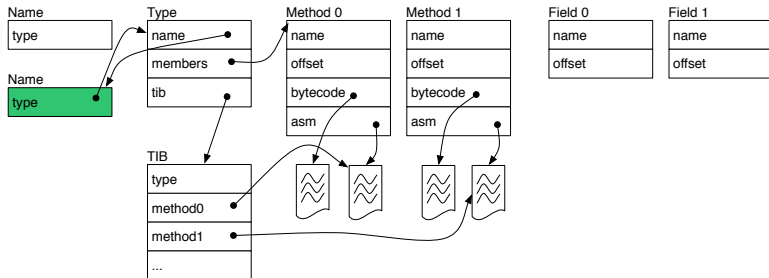 Name
type
Name
type
Type
name
members
tib
TIB
type
method0
method1
...
Method 0
name
offset
bytecode
asm
Method 1
name
offset
bytecode
asm
Field 0
name
offset
Field 1
name
offset